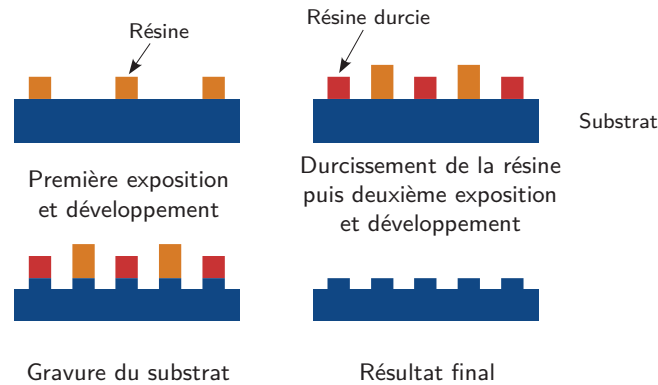 Résine
Résine durcie
Substrat
Première exposition
et développement
Durcissement de la résine
puis deuxième exposition
et développement
Gravure du substrat
Résultat final